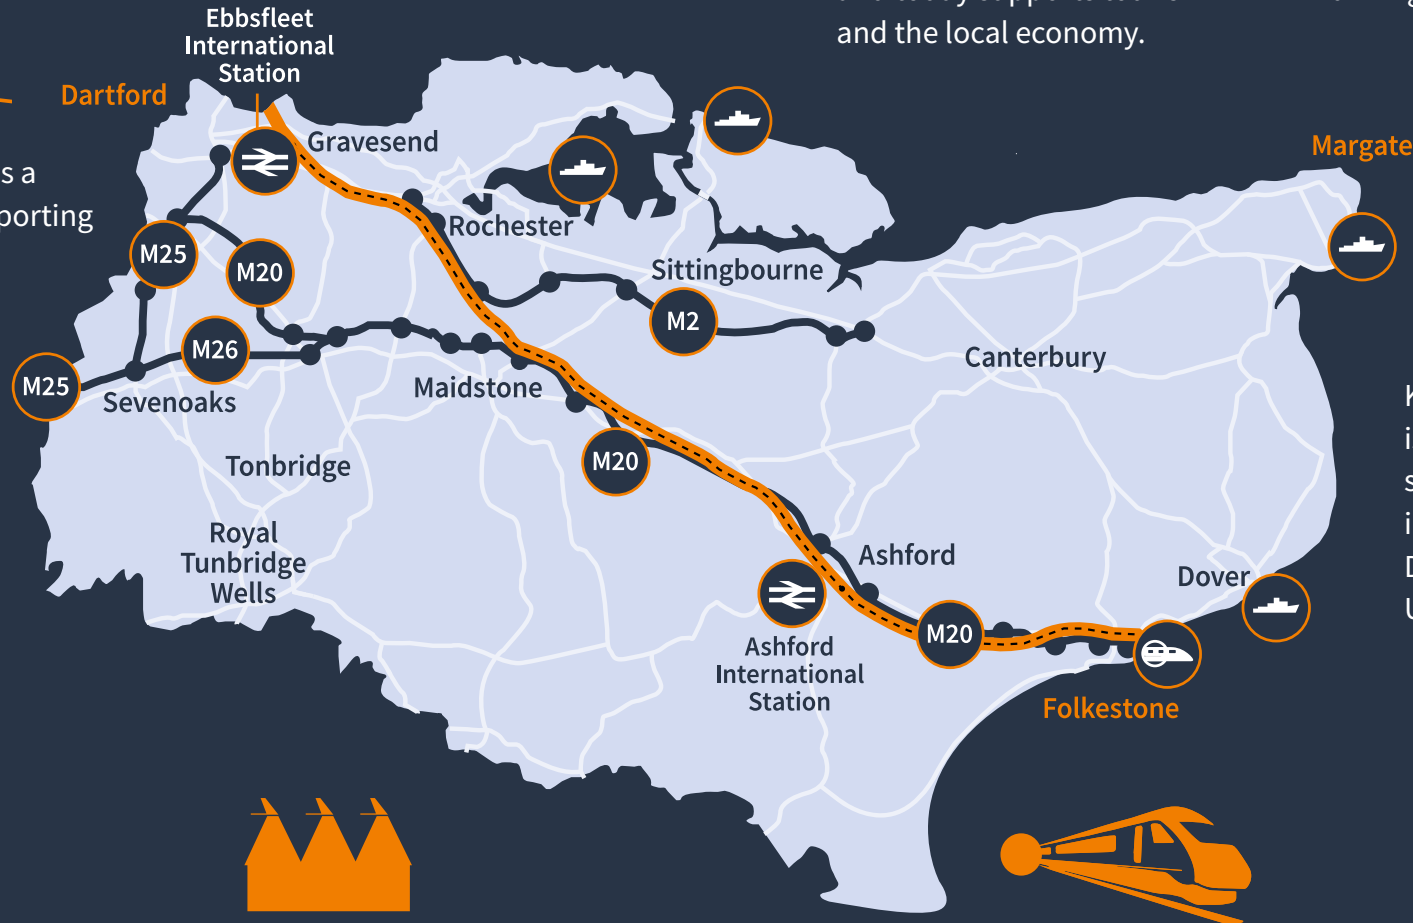 and the local economy.
Ebbsfleet
International
Station
Dartford
Gravesend
Margate
s a
porting
Rochester
M25
M20
Sittingbourne
M2
M26
Canterbury
M25
Sevenoaks
Maidstone
M20
Tonbridge
Royal
Tunbridge
Wells
Ashford
Dover
M20
Ashford
International
Station
Folkestone